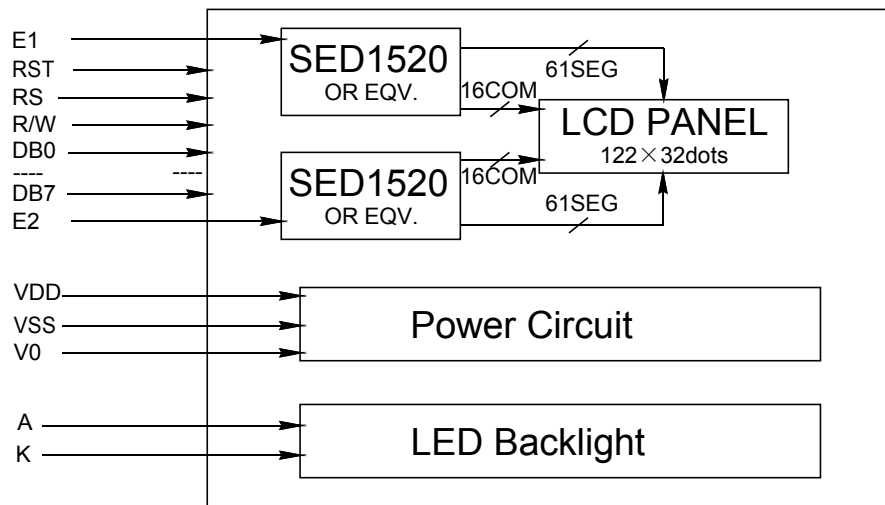 E1
RST
RS
R/W
DB0
---- ----
DB7
E2
SED1520
OR EQV.
61SEG
16COM
LCD PANEL
122×32dots
SED1520
OR EQV.
16COM
61SEG
VDD
VSS
V0
Power Circuit
A
K
LED Backlight